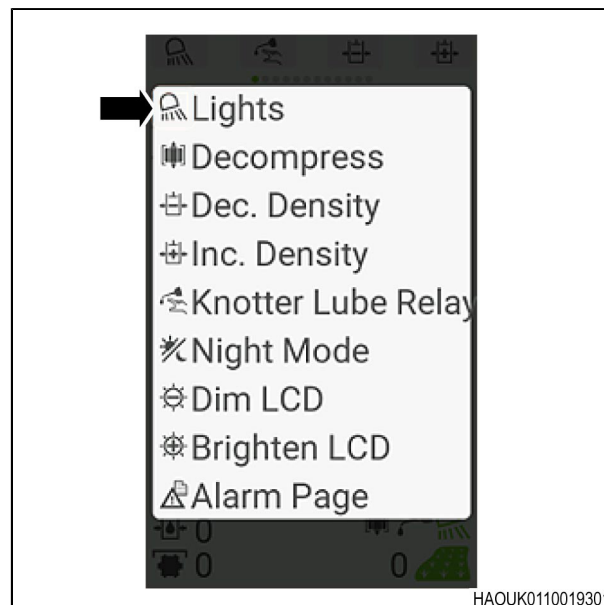 Lights
Decompress
Dec. Density
Inc. Density
Knotter Lube Relay
Night Mode
Dim LCD
Brighten LCD
Alarm Page
0
0 0
HAOUK011001930